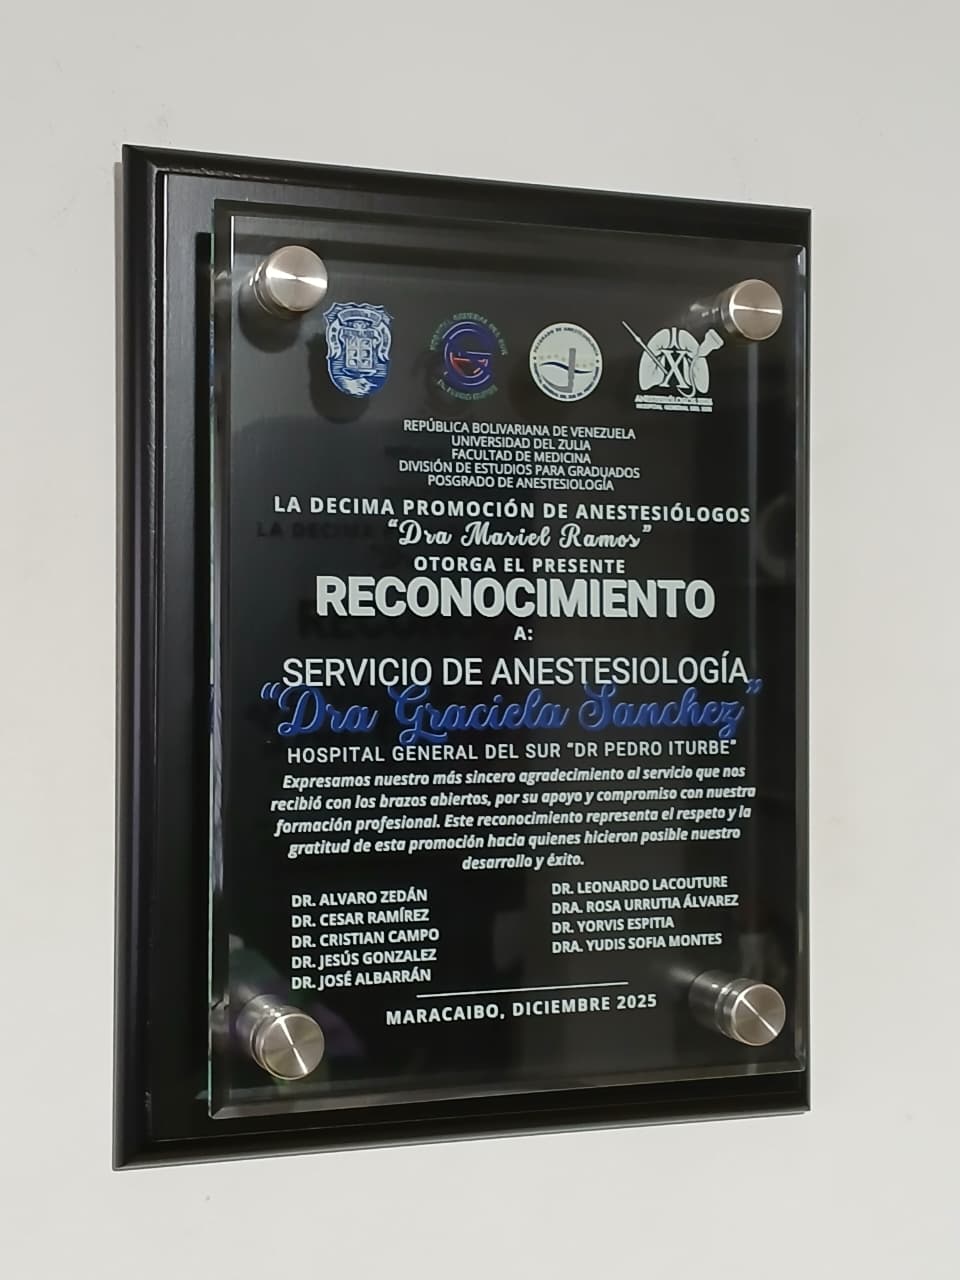 XI
REPÚBLICA BOLIVARIANA DE VENEZUELA
UNIVERSIDAD DEL ZULIA
FACULTAD DE MEDICINA
DIVISIÓN DE ESTUDIOS PARA GRADUADOS
POSGRADO DE ANESTESIOLOGÍA
LA DECIMA PROMOCIÓN DE ANESTESIÓLOGOS
“Dra Mariel Ramos”
OTORGA EL PRESENTE
RECONOCIMIENTO
A:
SERVICIO DE ANESTESIOLOGÍA
“Dra Graciela Sanchez”
HOSPITAL GENERAL DEL SUR “DR PEDRO ITURBE”
Expresamos nuestro más sincero agradecimiento al servicio que nos
recibió con los brazos abiertos, por su apoyo y compromiso con nuestra
formación profesional. Este reconocimiento representa el respeto y la
gratitud de esta promoción hacia quienes hicieron posible nuestro
desarrollo y éxito.
DR. ALVARO ZEDÁN
DR. CESAR RAMÍREZ
DR. CRISTIAN CAMPO
DR. JESÚS GONZALEZ
DR. JOSÉ ALBARRÁN
DR. LEONARDO LACOUTURE
DRA. ROSA URRUTIA ÁLVAREZ
DR. YORVIS ESPITIA
DRA. YUDIS SOFIA MONTES
MARACAIBO, DICIEMBRE 2025